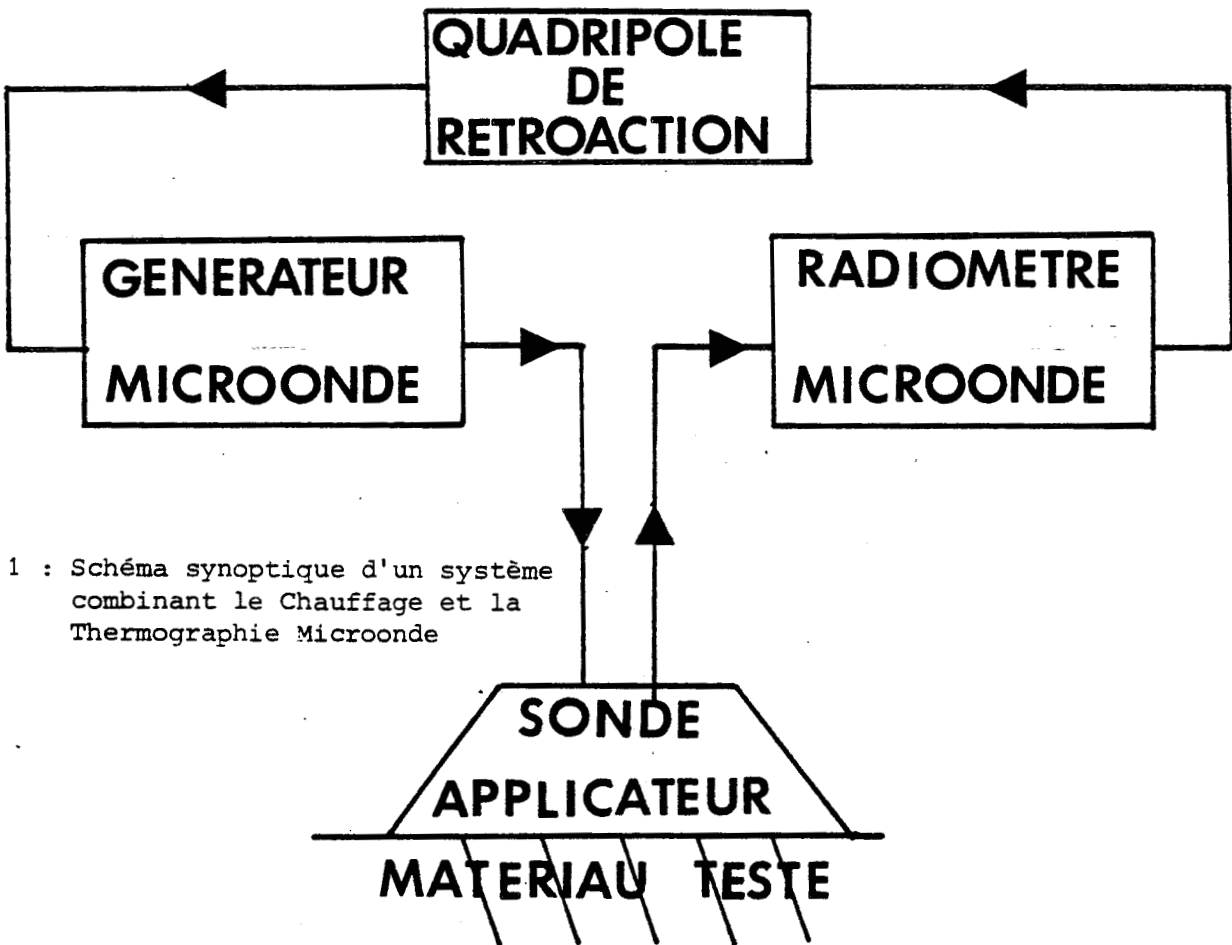 QUADRIPOLE
DE
RETROACTION
GENERATEUR
MICROONDE
RADIOMETRE
MICROONDE
1 : Schéma synoptique d'un système
combinant le Chauffage et la
Thermographie Microonde
SONDE
APPLICATEUR
MATERIAU TESTE